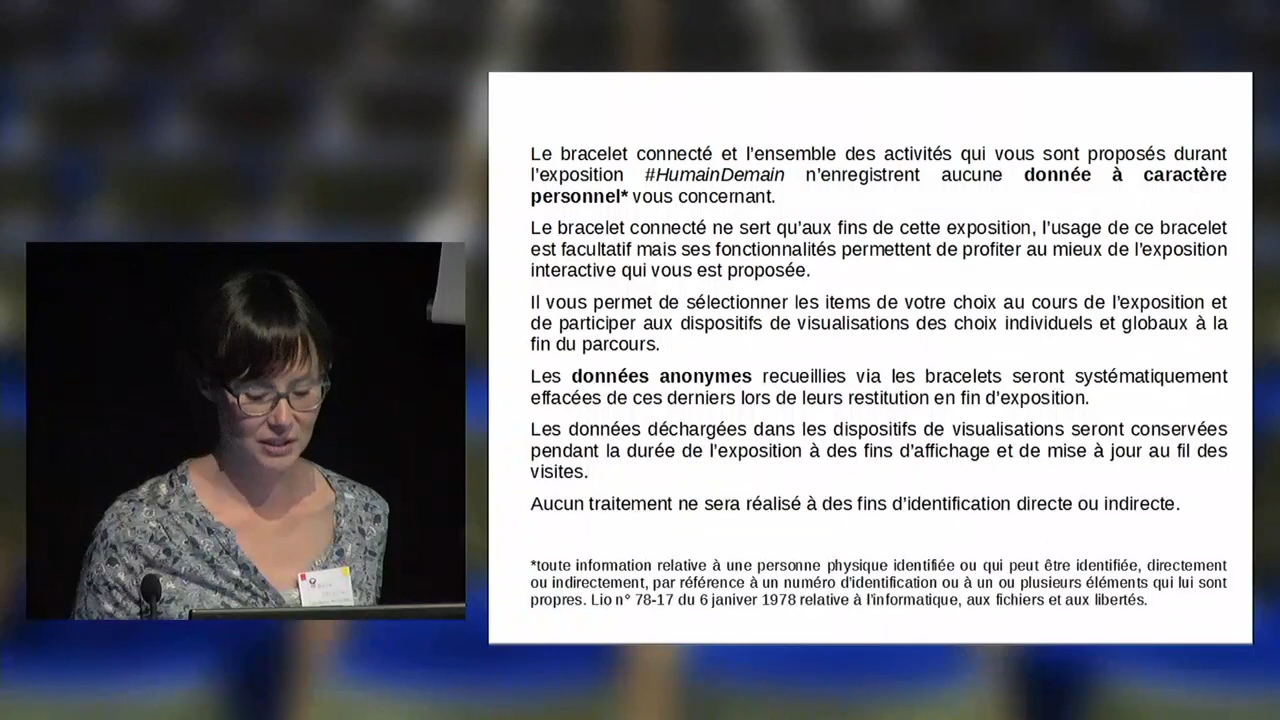 Le bracelet connecté et l'ensemble des activités qui vous sont proposés durant
l'exposition #HumainDemain n'enregistrent aucune donnée à caractère
personnel* vous concernant.
Le bracelet connecté ne sert qu'aux fins de cette exposition, l'usage de ce bracelet
est facultatif mais ses fonctionnalités permettent de profiter au mieux de l'exposition
interactive qui vous est proposée.
Il vous permet de sélectionner les items de votre choix au cours de l'exposition et
de participer aux dispositifs de visualisations des choix individuels et globaux à la
fin du parcours.
Les données anonymes recueillies via les bracelets seront systématiquement
effacées de ces derniers lors de leurs restitution en fin d'exposition.
Les données déchargées dans les dispositifs de visualisations seront conservées
pendant la durée de l'exposition à des fins d'affichage et de mise à jour au fil des
visites.
Aucun traitement ne sera réalisé à des fins d'identification directe ou indirecte.
*toute information relative à une personne physique identifiée ou qui peut être identifiée, directement
ou indirectement, par référence à un numéro d'identification ou à un ou plusieurs éléments qui lui sont
propres. Lio n° 78-17 du 6 janiver 1978 relative à l'informatique, aux fichiers et aux libertés.